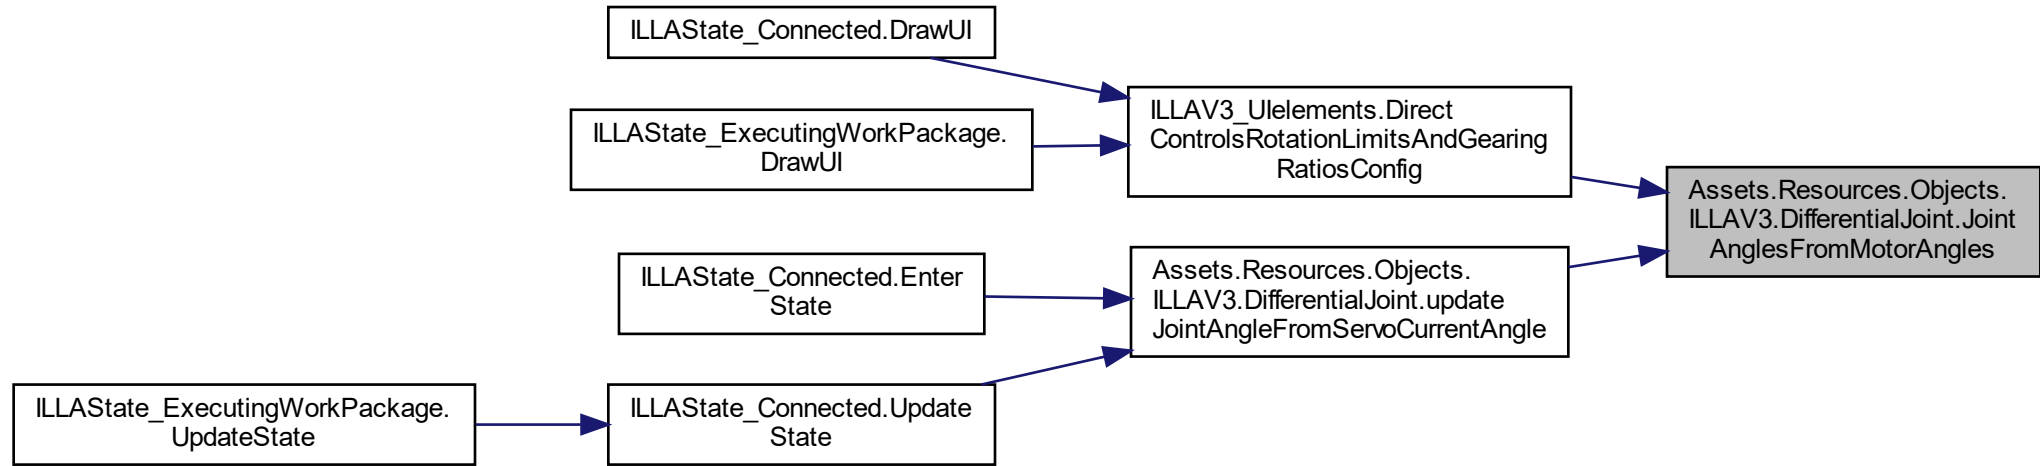 ILLAState_Connected.DrawUI
ILLAState_ExecutingWorkPackage.
DrawUI
ILLAV3_UIelements.Direct
ControlsRotationLimitsAndGearing
RatiosConfig
Assets.Resources.Objects.
ILLAV3.DifferentialJoint.Joint
AnglesFromMotorAngles
ILLAState_Connected.Enter
State
Assets.Resources.Objects.
ILLAV3.DifferentialJoint.update
JointAngleFromServoCurrentAngle
ILLAState_ExecutingWorkPackage.
UpdateState
ILLAState_Connected.Update
State